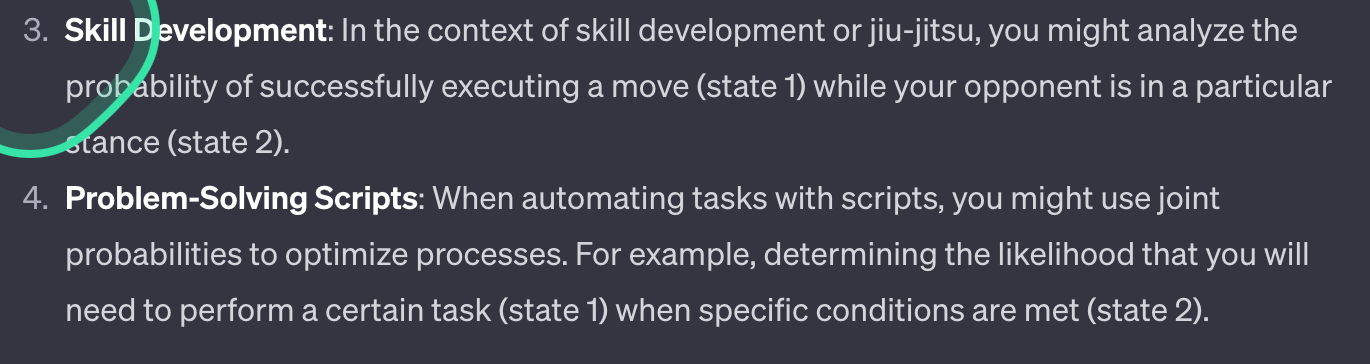 3. Skill Development: In the context of skill development or jiu-jitsu, you might analyze the
probability of successfully executing a move (state 1) while your opponent is in a particular
stance (state 2).
4. Problem-Solving Scripts: When automating tasks with scripts, you might use joint
probabilities to optimize processes. For example, determining the likelihood that you will
need to perform a certain task (state 1) when specific conditions are met (state 2).